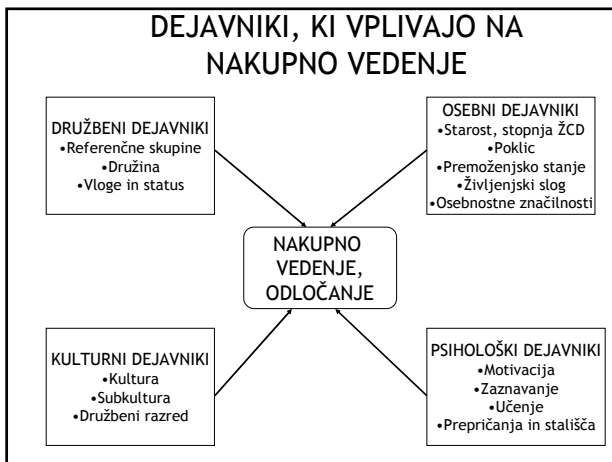 DEJAVNIKI, KI VPLIVAJO NA
NAKUPNO VEDENJE
DRUŽBENI DEJAVNIKI
•Referenčne skupine
•Družina
•Vloge in status
OSEBNI DEJAVNIKI
•Starost, stopnja ŽCD
•Poklic
•Premoženjsko stanje
•Življenjski slog
•Osebnostne značilnosti
NAKUPNO
VEDENJE,
ODLOČANJE
KULTURNI DEJAVNIKI
•Kultura
•Subkultura
•Družbeni razred
PSIHOLOŠKI DEJAVNIKI
•Motivacija
•Zaznavanje
•Učenje
•Prepričanja in stališča